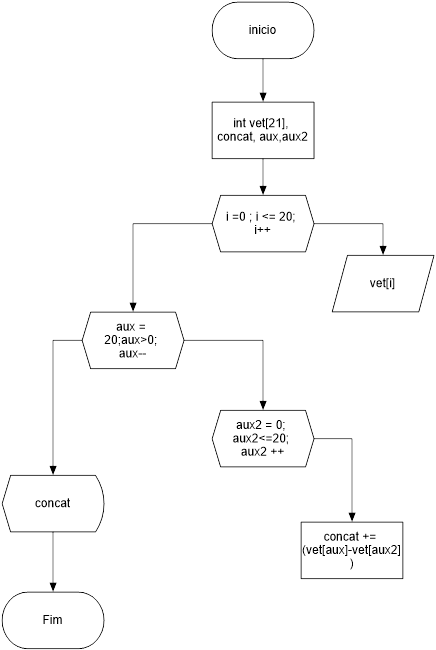 inicio
int vet[21],
concat, aux,aux2
i =0 ; i <= 20;
i++
vet[i]
aux =
20;aux>0;
aux--
aux2 = 0;
aux2<=20;
aux2 ++
concat
concat +=
(vet[aux]-vet[aux2]
)
Fim